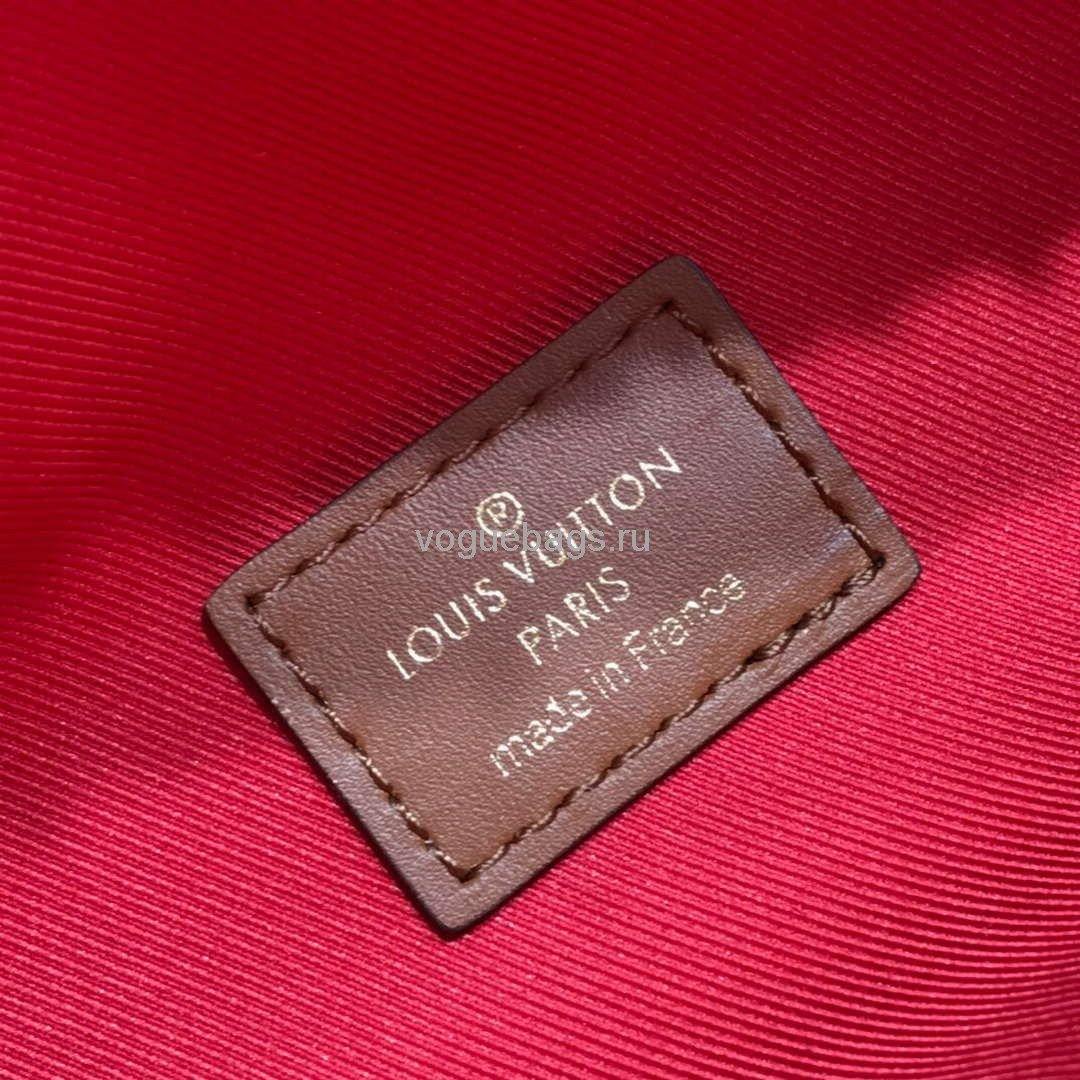 ®
LOUIS VUITTON
PARIS
made in France
voguebags.ru